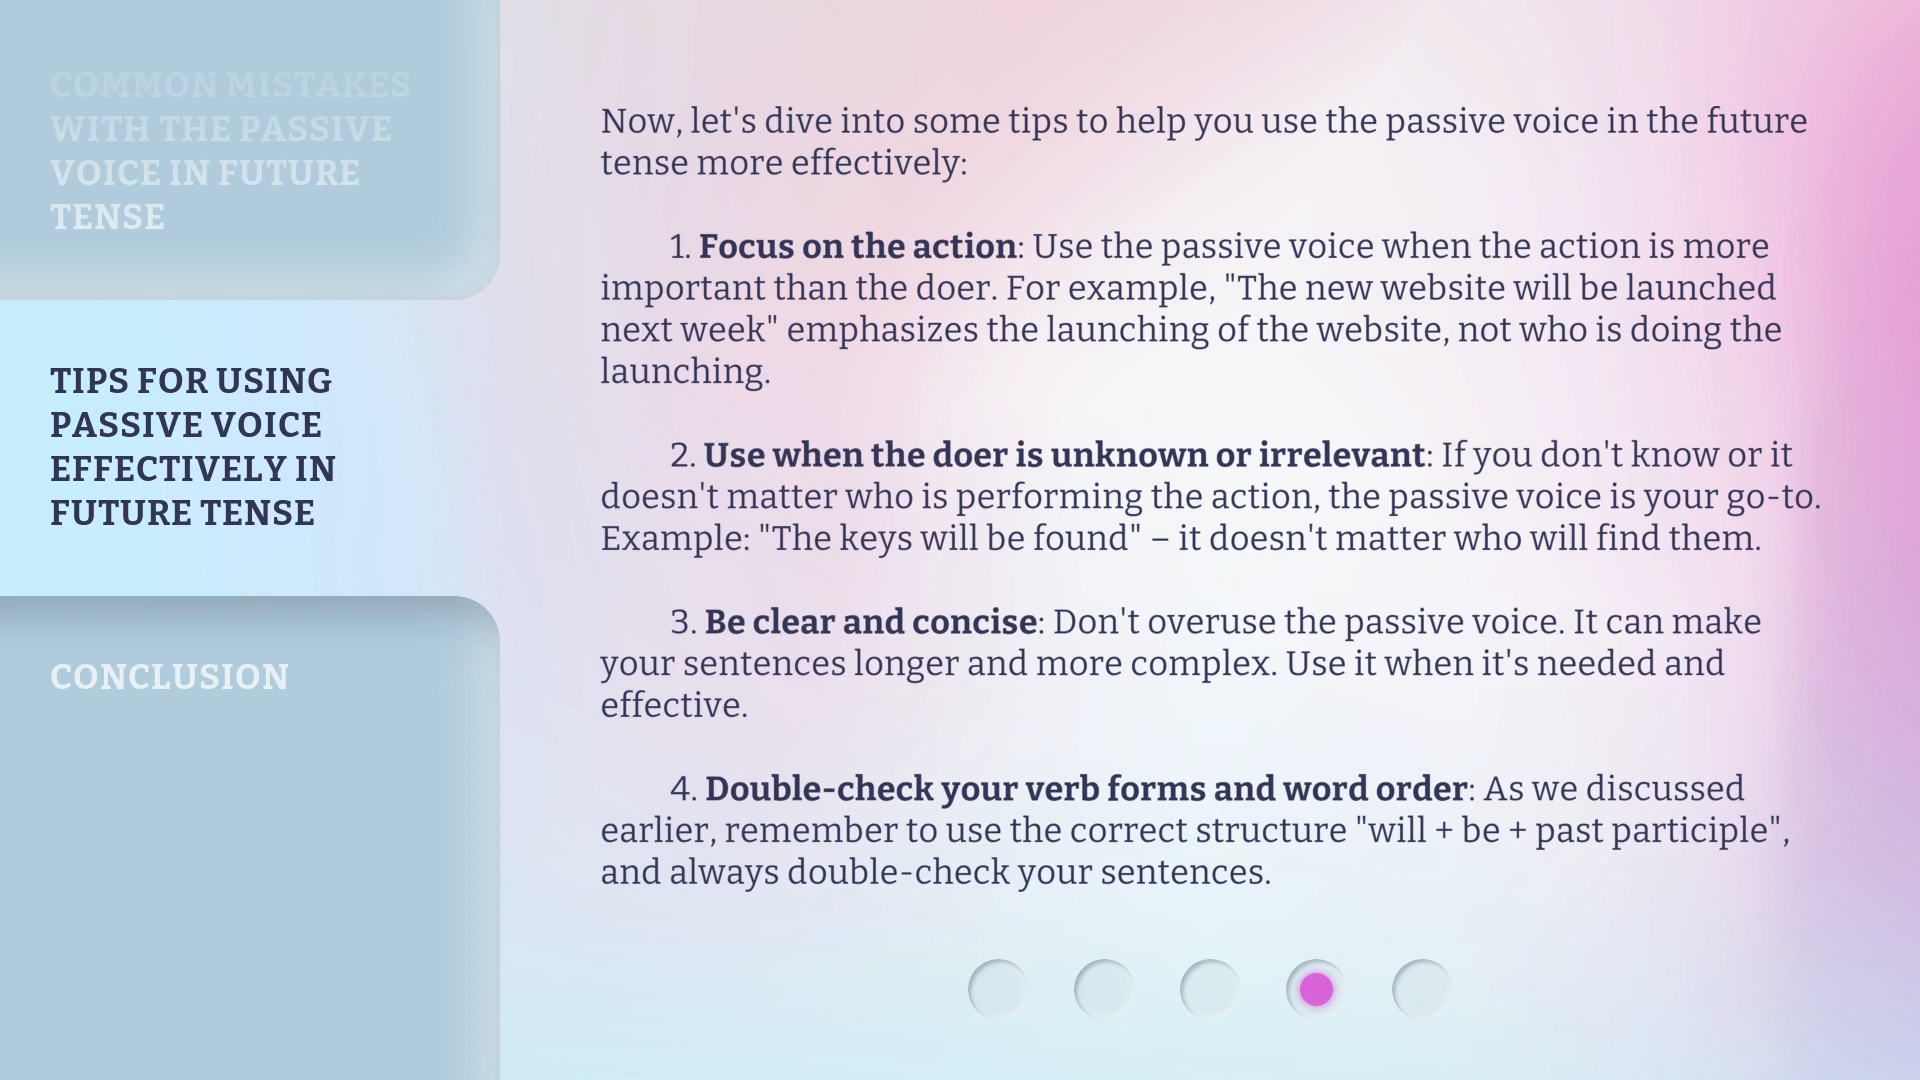 COMMON MISTAKES
WITH THE PASSIVE
VOICE IN FUTURE
TENSE
TIPS FOR USING
PASSIVE VOICE
EFFECTIVELY IN
FUTURE TENSE
CONCLUSION
Now, let's dive into some tips to help you use the passive voice in the future
tense more effectively:
1. Focus on the action: Use the passive voice when the action is more
important than the doer. For example, "The new website will be launched
next week" emphasizes the launching of the website, not who is doing the
launching.
2. Use when the doer is unknown or irrelevant: If you don't know or it
doesn't matter who is performing the action, the passive voice is your go-to.
Example: "The keys will be found" – it doesn't matter who will find them.
3. Be clear and concise: Don't overuse the passive voice. It can make
your sentences longer and more complex. Use it when it's needed and
effective.
4. Double-check your verb forms and word order: As we discussed
earlier, remember to use the correct structure "will + be + past participle",
and always double-check your sentences.